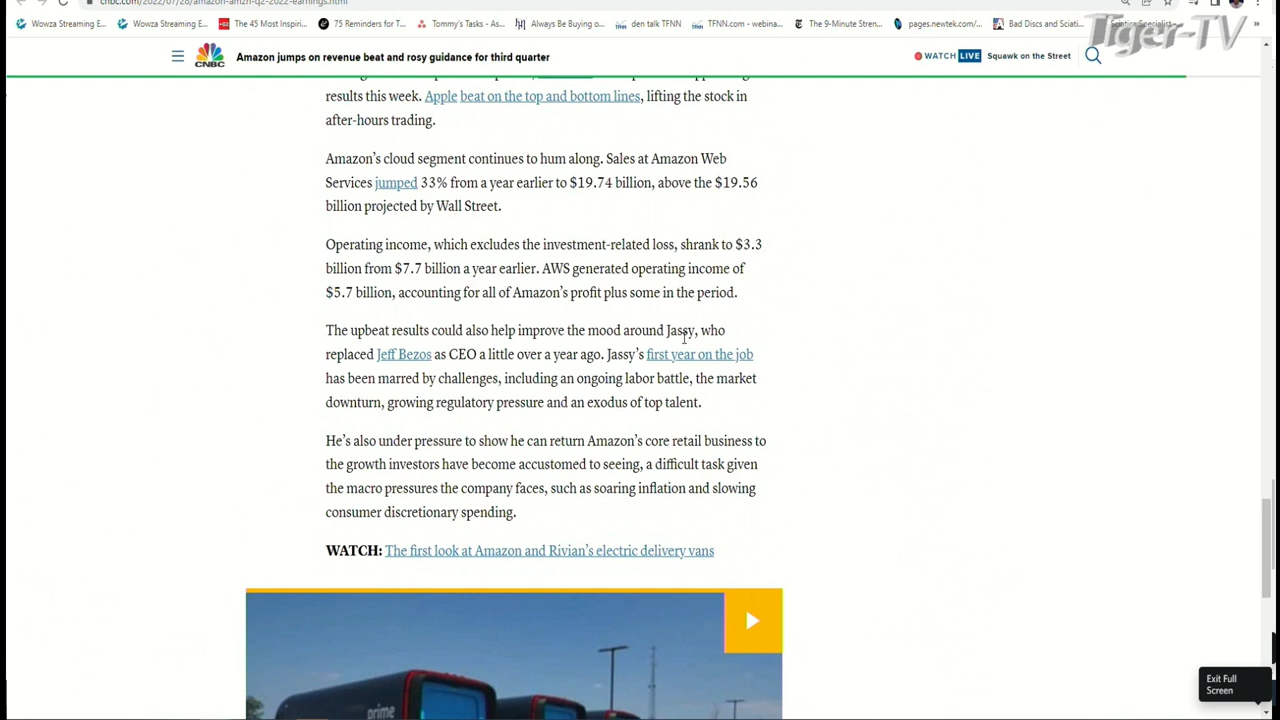 cnbc.com/2022/07/28/amazon-amzn-q2-2022-earnings.html
Wowza Streaming E... Wowza Streaming E... The 45 Most Inspiri... 75 Reminders for T... Tommy's Tasks - As... Always Be Buying o... den talk TFNN TFNN.com - webina... The 9-Minute Stren... pages.newtek.com/... Bad Discs and Sciati... Sciatica Specialist
Tiger-TV
CNBC
Amazon jumps on revenue beat and rosy guidance for third quarter
WATCH LIVE Squawk on the Street
results this week. Apple beat on the top and bottom lines, lifting the stock in
after-hours trading.
Amazon's cloud segment continues to hum along. Sales at Amazon Web
Services jumped 33% from a year earlier to $19.74 billion, above the $19.56
billion projected by Wall Street.
Operating income, which excludes the investment-related loss, shrank to $3.3
billion from $7.7 billion a year earlier. AWS generated operating income of
$5.7 billion, accounting for all of Amazon's profit plus some in the period.
The upbeat results could also help improve the mood around Jassy, who
replaced Jeff Bezos as CEO a little over a year ago. Jassy's first year on the job
has been marred by challenges, including an ongoing labor battle, the market
downturn, growing regulatory pressure and an exodus of top talent.
He's also under pressure to show he can return Amazon's core retail business to
the growth investors have become accustomed to seeing, a difficult task given
the macro pressures the company faces, such as soaring inflation and slowing
consumer discretionary spending.
WATCH: The first look at Amazon and Rivian's electric delivery vans
prime
Exit Full
Screen